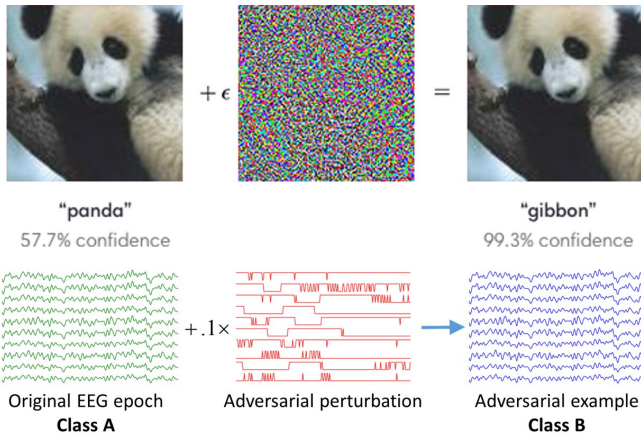 + ϵ =
“panda” “gibbon”
57.7% confidence 99.3% confidence
+.1×
Original EEG epoch Adversarial perturbation Adversarial example
Class A Class B